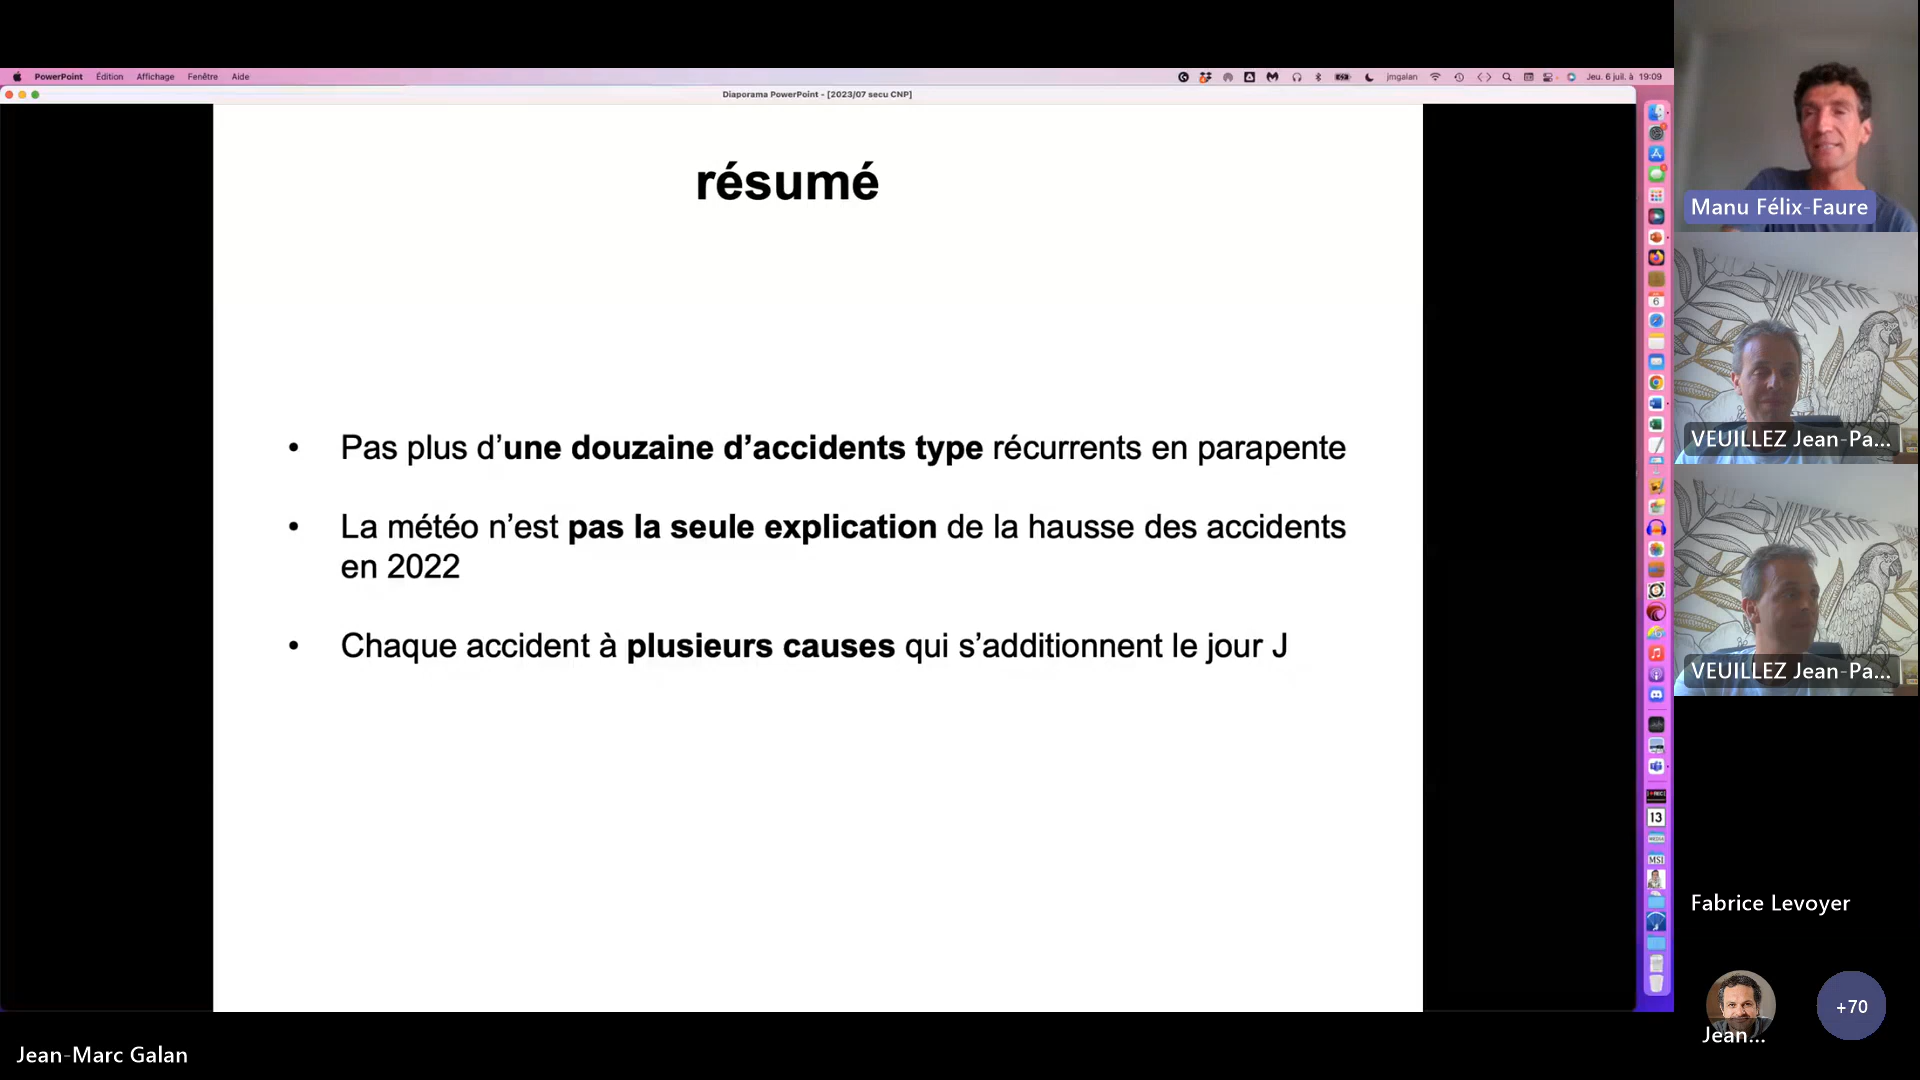 PowerPoint Édition Affichage Fenêtre Aide
jmgalan Jeu. 6 juil. à 19:09
Diaporama PowerPoint - [2023/07 secu CNP]
résumé
• Pas plus d’une douzaine d’accidents type récurrents en parapente
• La météo n’est pas la seule explication de la hausse des accidents
en 2022
• Chaque accident à plusieurs causes qui s’additionnent le jour J
Manu Félix-Faure
VEUILLEZ Jean-Pa...
VEUILLEZ Jean-Pa...
Fabrice Levoyer
Jean...
+70
6
13
MSI
Jean-Marc Galan